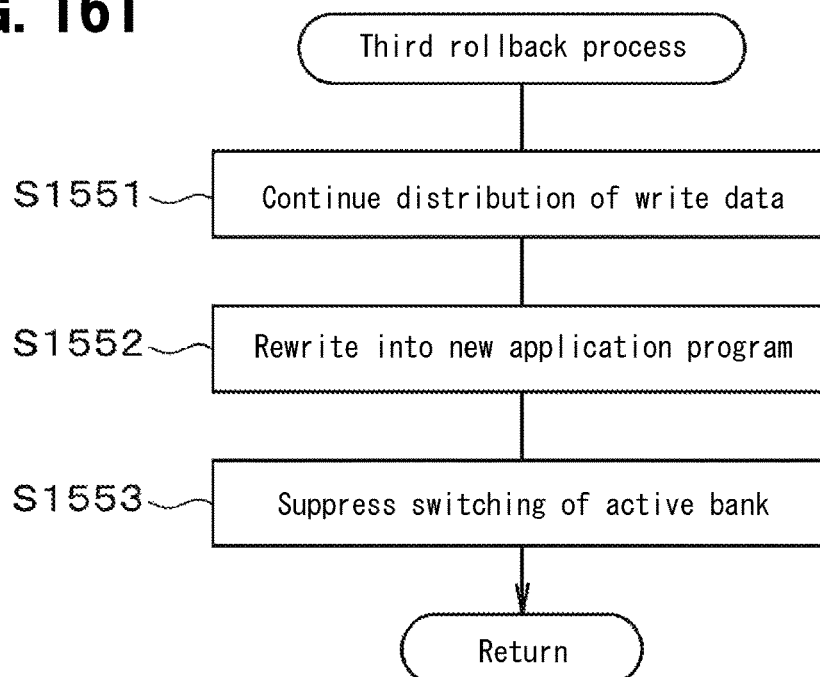 G. 161
Third rollback process
S1551
Continue distribution of write data
S1552
Rewrite into new application program
S1553
Suppress switching of active bank
Return